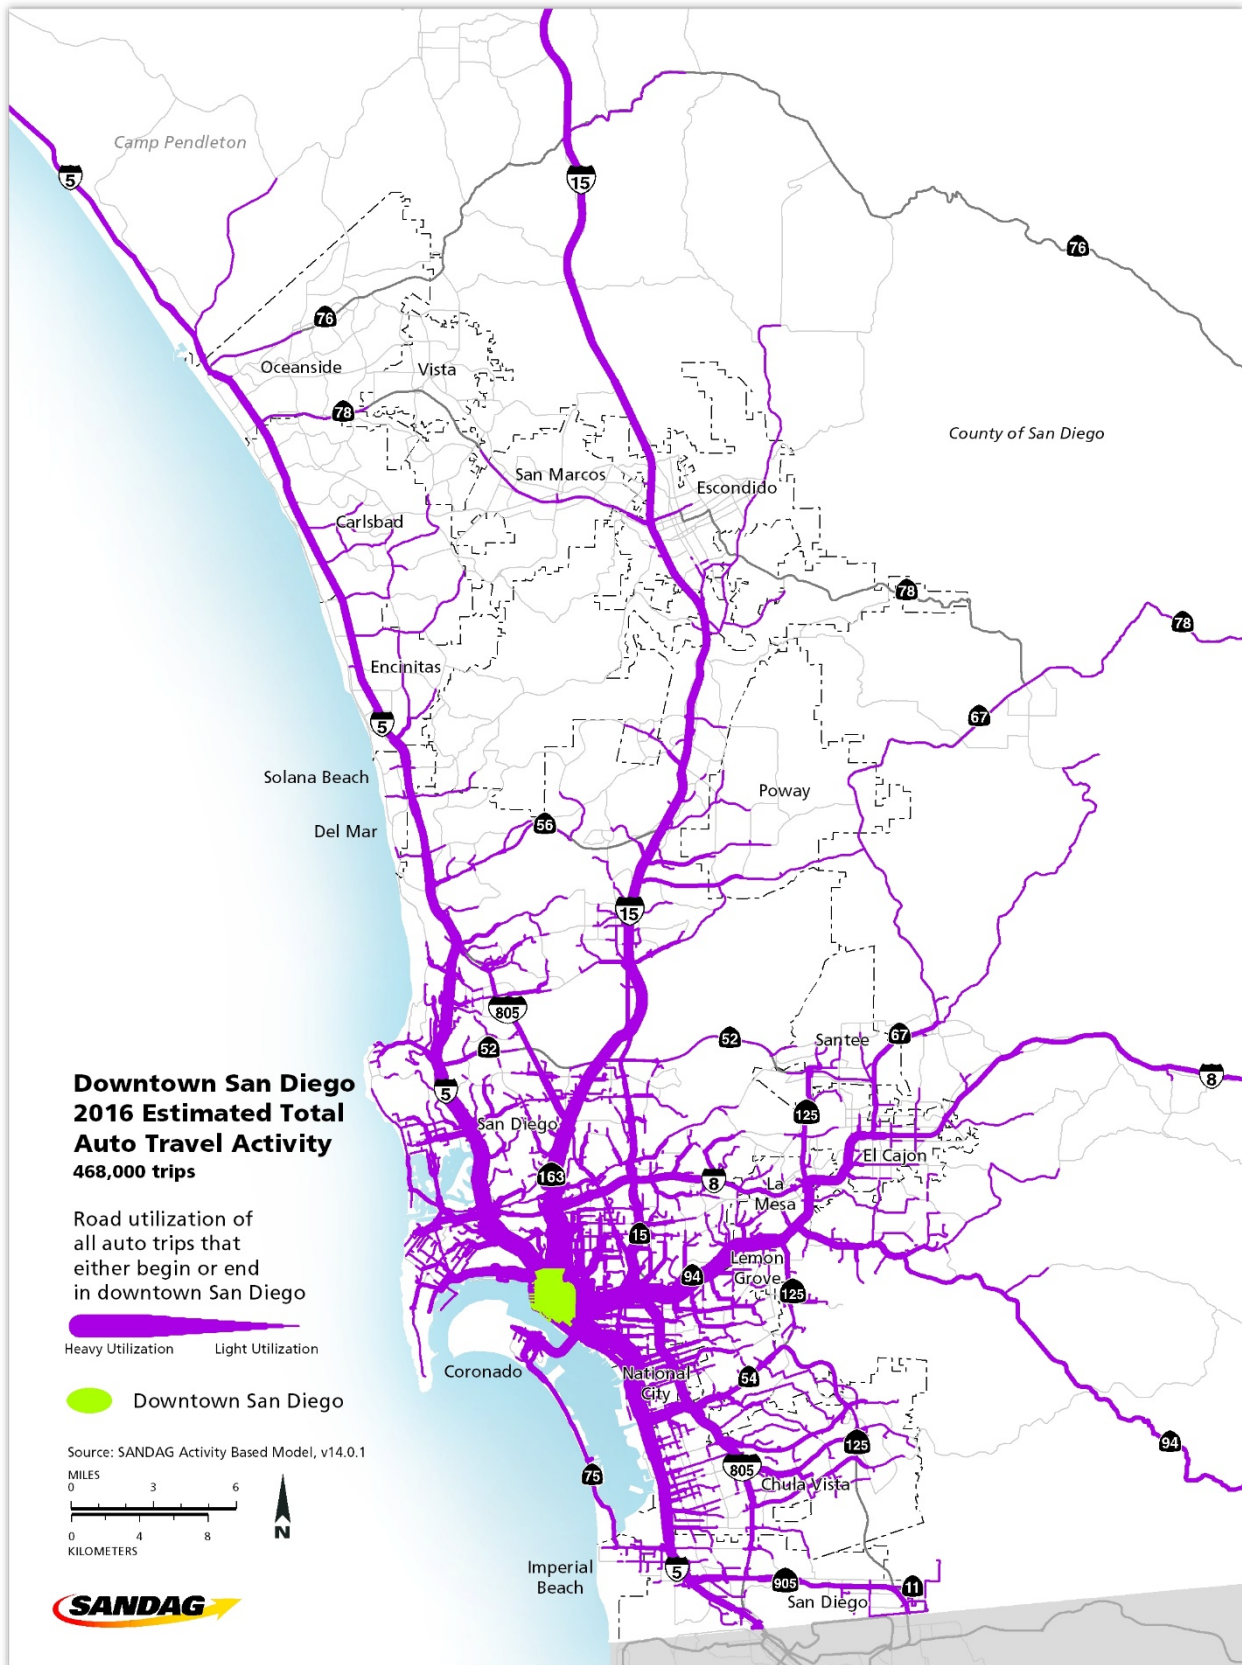 Camp Pendleton
5
15
76
76
Oceanside
Vista
78
County of San Diego
San Marcos
Escondido
Carlsbad
78
78
Encinitas
67
5
Solana Beach
Poway
Del Mar
56
15
805
52
52
Santee
67
8
5
125
San Diego
El Cajon
163
8
La
Mesa
15
Lemon
Grove
94
125
Coronado
National
City
54
125
94
75
805
Chula Vista
Imperial
Beach
5
905
11
San Diego
Downtown San Diego
2016 Estimated Total
Auto Travel Activity
468,000 trips
Road utilization of
all auto trips that
either begin or end
in downtown San Diego
Heavy Utilization Light Utilization
Downtown San Diego
Source: SANDAG Activity Based Model, v14.0.1
MILES
0 3 6
0 4 8
KILOMETERS
N
SANDAG